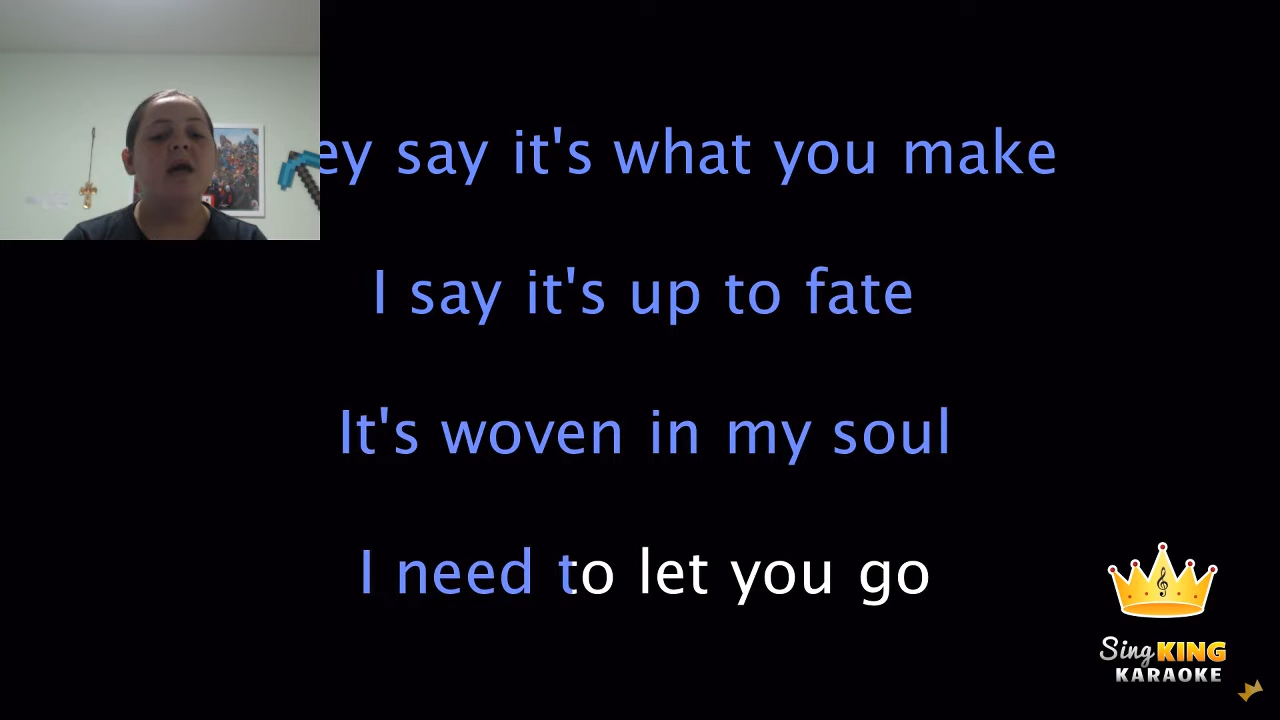 ey say it's what you make
I say it's up to fate
It's woven in my soul
I need to let you go
Sing KING
KARAOKE